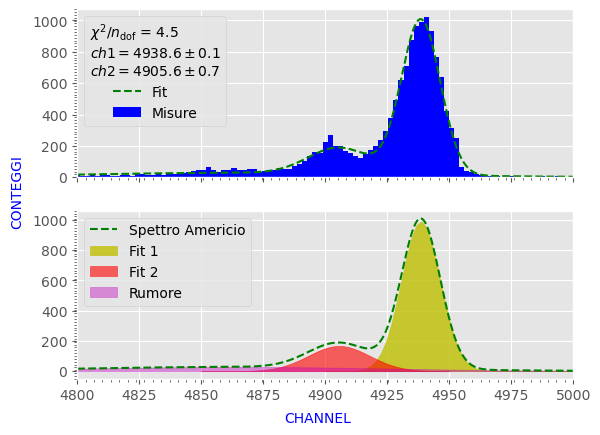 1000
800
600
400
200
0
χ²/n_dof = 4.5
ch1 = 4938.6 ± 0.1
ch2 = 4905.6 ± 0.7
Fit
Misure
CONTEGGI
1000
800
600
400
200
0
Spettro Americio
Fit 1
Fit 2
Rumore
4800 4825 4850 4875 4900 4925 4950 4975 5000
CHANNEL